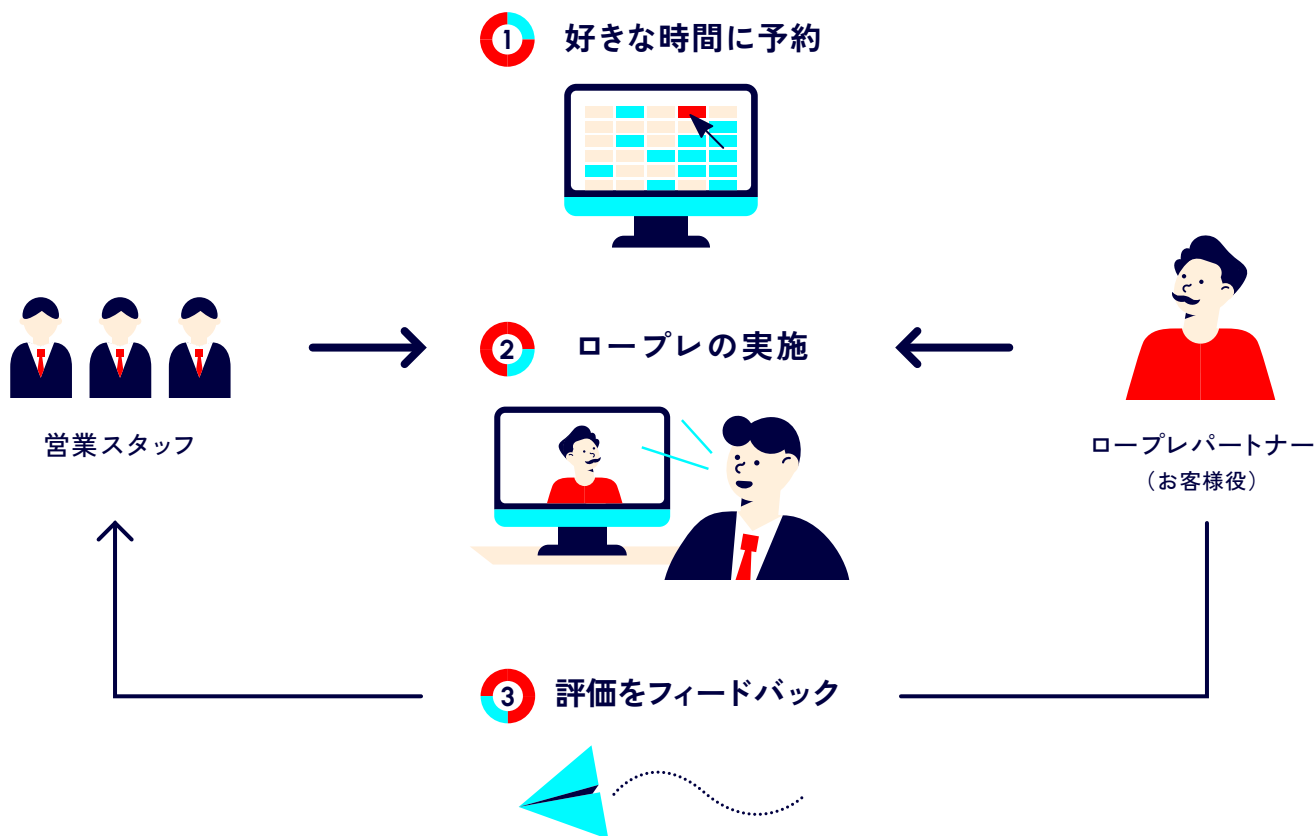 1 好きな時間に予約
2 ロープレの実施
営業スタッフ
ロープレパートナー
（お客様役）
3 評価をフィードバック